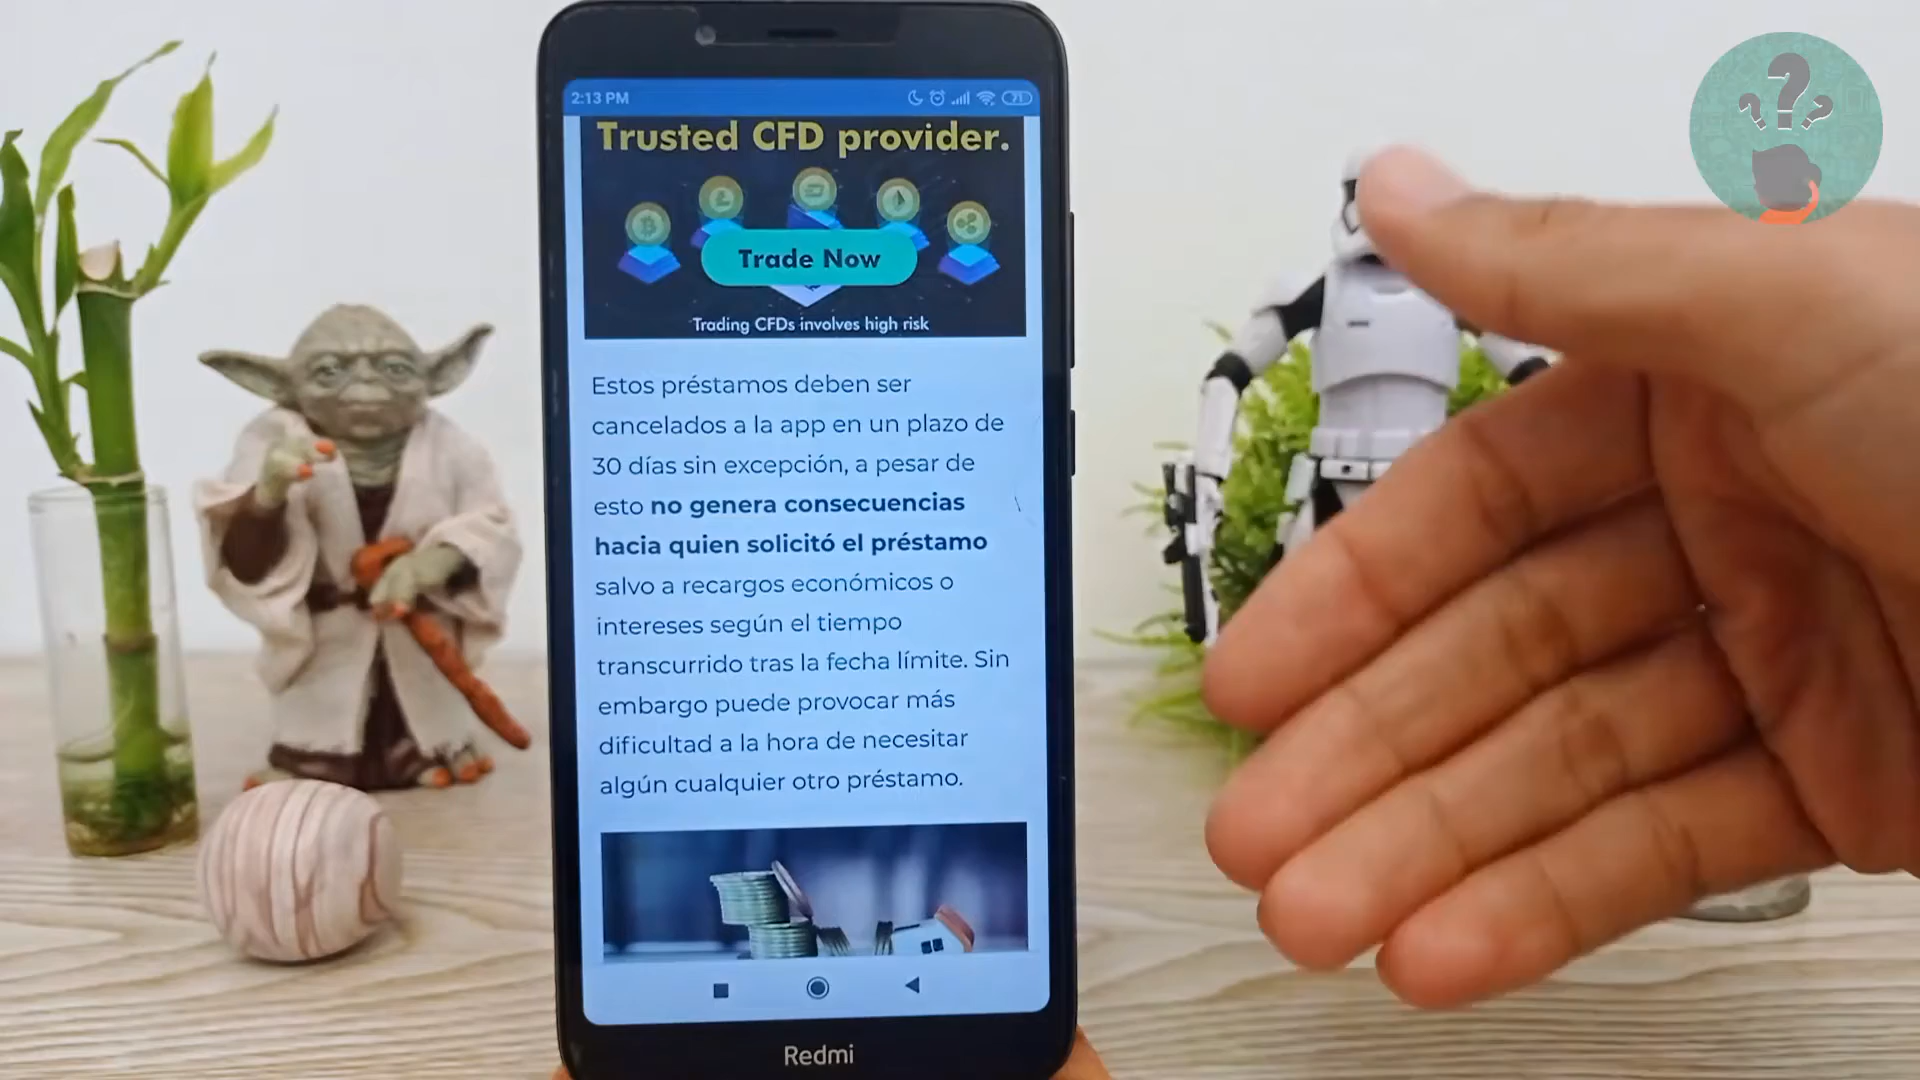 2:13 PM
71
Trusted CFD provider.
Trade Now
Trading CFDs involves high risk
Estos préstamos deben ser
cancelados a la app en un plazo de
30 días sin excepción, a pesar de
esto no genera consecuencias
hacia quien solicitó el préstamo
salvo a recargos económicos o
intereses según el tiempo
transcurrido tras la fecha límite. Sin
embargo puede provocar más
dificultad a la hora de necesitar
algún cualquier otro préstamo.
Redmi